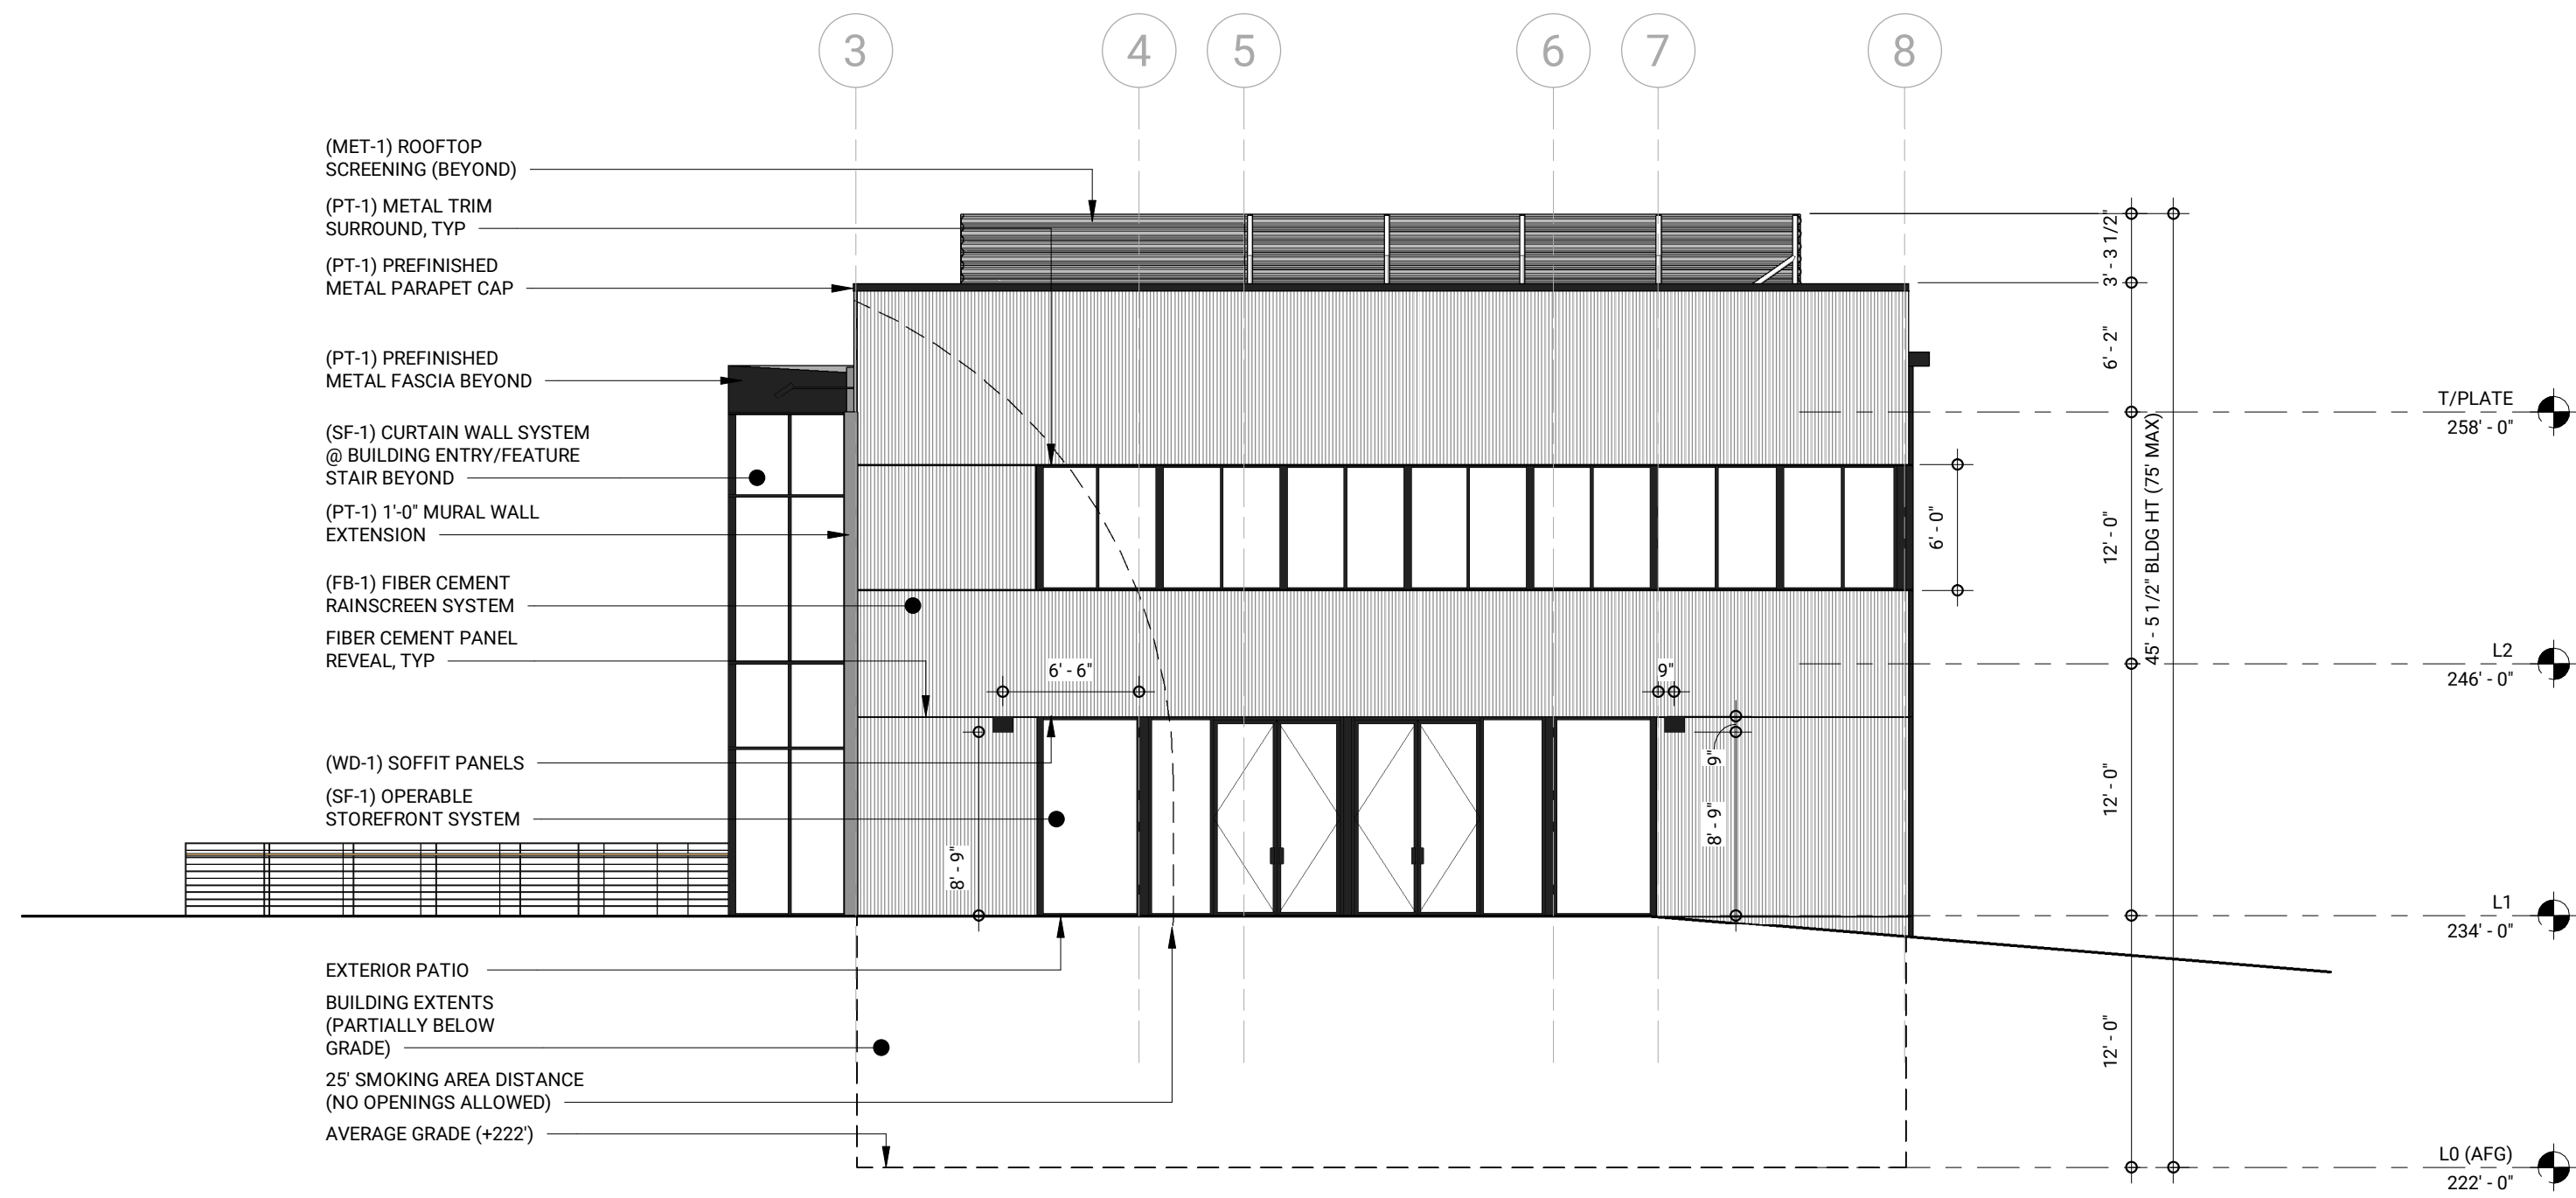 3
4
5
6
7
8
(MET-1) ROOFTOP
SCREENING (BEYOND)
(PT-1) METAL TRIM
SURROUND, TYP
(PT-1) PREFINISHED
METAL PARAPET CAP
(PT-1) PREFINISHED
METAL FASCIA BEYOND
(SF-1) CURTAIN WALL SYSTEM
@ BUILDING ENTRY/FEATURE
STAIR BEYOND
(PT-1) 1'-0" MURAL WALL
EXTENSION
(FB-1) FIBER CEMENT
RAINSCREEN SYSTEM
FIBER CEMENT PANEL
REVEAL, TYP
(WD-1) SOFFIT PANELS
(SF-1) OPERABLE
STOREFRONT SYSTEM
EXTERIOR PATIO
BUILDING EXTENTS
(PARTIALLY BELOW
GRADE)
25' SMOKING AREA DISTANCE
(NO OPENINGS ALLOWED)
AVERAGE GRADE (+222')
6' - 6"
9"
8' - 9"
9"
8' - 9"
6' - 0"
3' - 3 1/2"
6' - 2"
12' - 0"
12' - 0"
12' - 0"
45' - 5 1/2" BLDG HT (75' MAX)
T/PLATE
258' - 0"
L2
246' - 0"
L1
234' - 0"
L0 (AFG)
222' - 0"